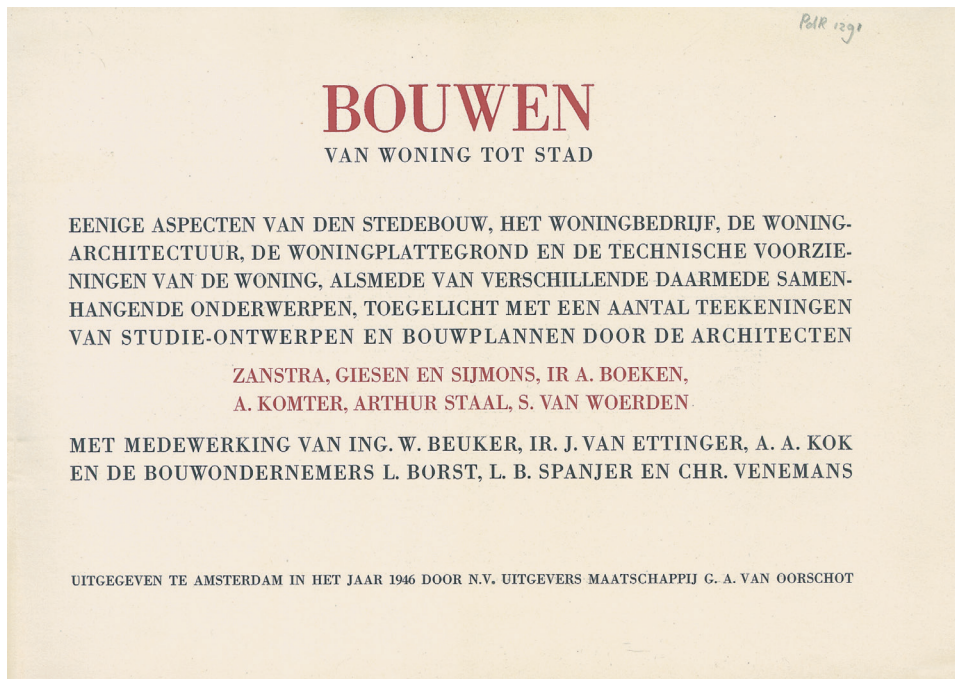 PdR 1291
BOUWEN
VAN WONING TOT STAD
EENIGE ASPECTEN VAN DEN STEDEBOUW, HET WONINGBEDRIJF, DE WONING-
ARCHITECTUUR, DE WONINGPLATTEGROND EN DE TECHNISCHE VOORZIE-
NINGEN VAN DE WONING, ALSMEDE VAN VERSCHILLENDE DAARMEDE SAMEN-
HANGENDE ONDERWERPEN, TOEGELICHT MET EEN AANTAL TEEKENINGEN
VAN STUDIE-ONTWERPEN EN BOUWPLANNEN DOOR DE ARCHITECTEN
ZANSTRA, GIESEN EN SIJMONS, IR A. BOEKEN,
A. KOMTER, ARTHUR STAAL, S. VAN WOERDEN
MET MEDEWERKING VAN ING. W. BEUKER, IR. J. VAN ETTINGER, A. A. KOK
EN DE BOUWONDERNEMERS L. BORST, L. B. SPANJER EN CHR. VENEMANS
UITGEGEVEN TE AMSTERDAM IN HET JAAR 1946 DOOR N.V. UITGEVERS MAATSCHAPPIJ G. A. VAN OORSCHOT